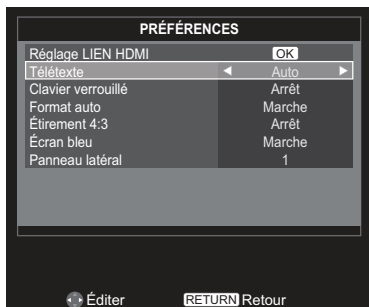 PRÉFÉRENCES
Réglage LIEN HDMI OK
Télétexte Auto
Clavier verrouillé Arrêt
Format auto Marche
Étirement 4:3 Arrêt
Écran bleu Marche
Panneau latéral 1
Éditer RETURN Retour